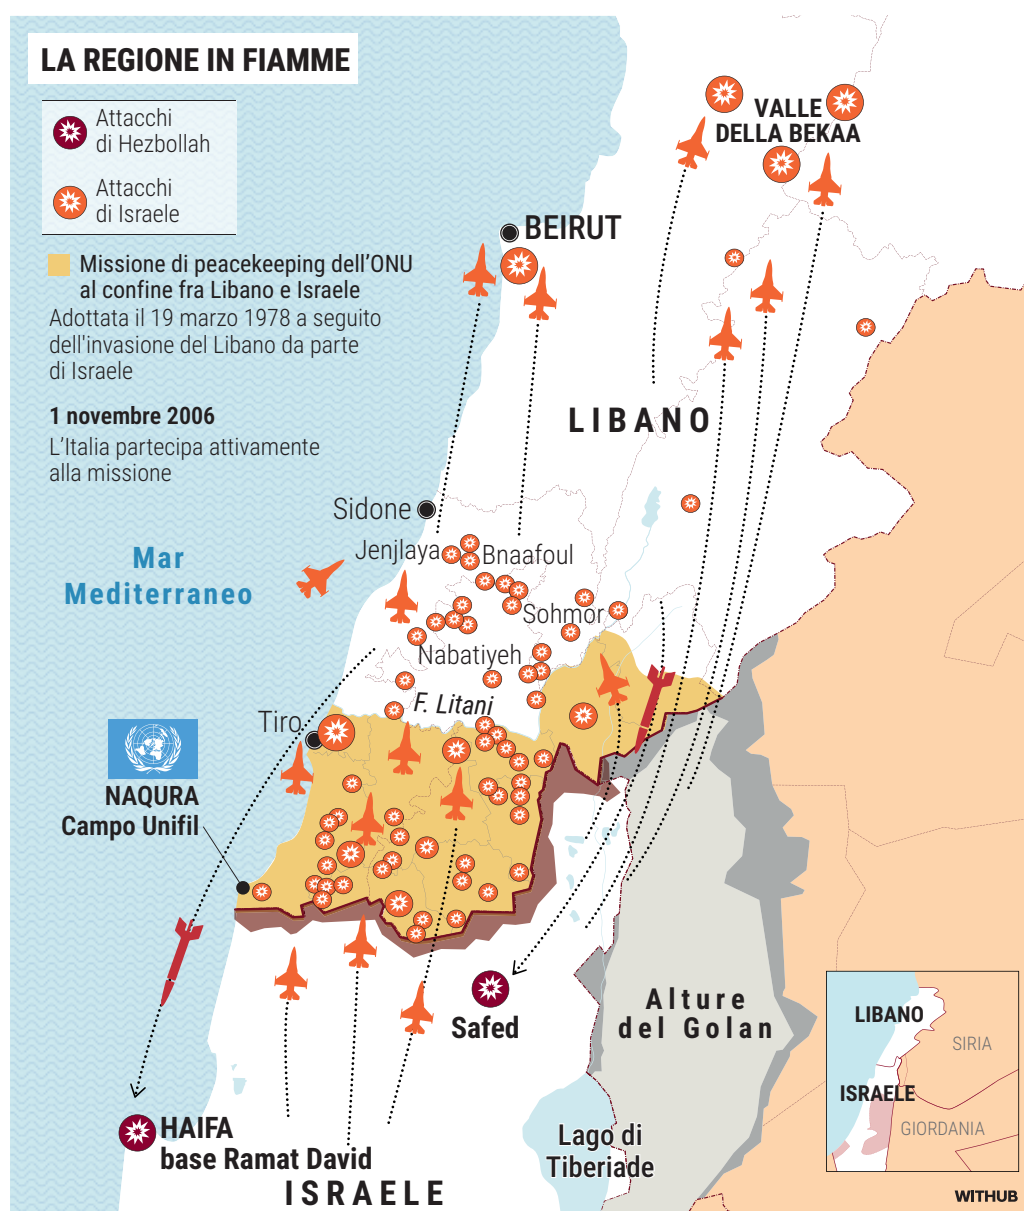 LA REGIONE IN FIAMME
Attacchi
di Hezbollah
Attacchi
di Israele
Missione di peacekeeping dell'ONU
al confine fra Libano e Israele
Adottata il 19 marzo 1978 a seguito
dell'invasione del Libano da parte
di Israele
1 novembre 2006
L'Italia partecipa attivamente
alla missione
VALLE
DELLA BEKAA
BEIRUT
LIBANO
Sidone
Jenjlaya
Bnaafoul
Mar
Mediterraneo
Sohmor
Nabatiyeh
F. Litani
Tiro
NAQURA
Campo Unifil
Safed
Alture
del Golan
HAIFA
base Ramat David
ISRAELE
Lago di
Tiberiade
LIBANO
SIRIA
ISRAELE
GIORDANIA
WITHUB